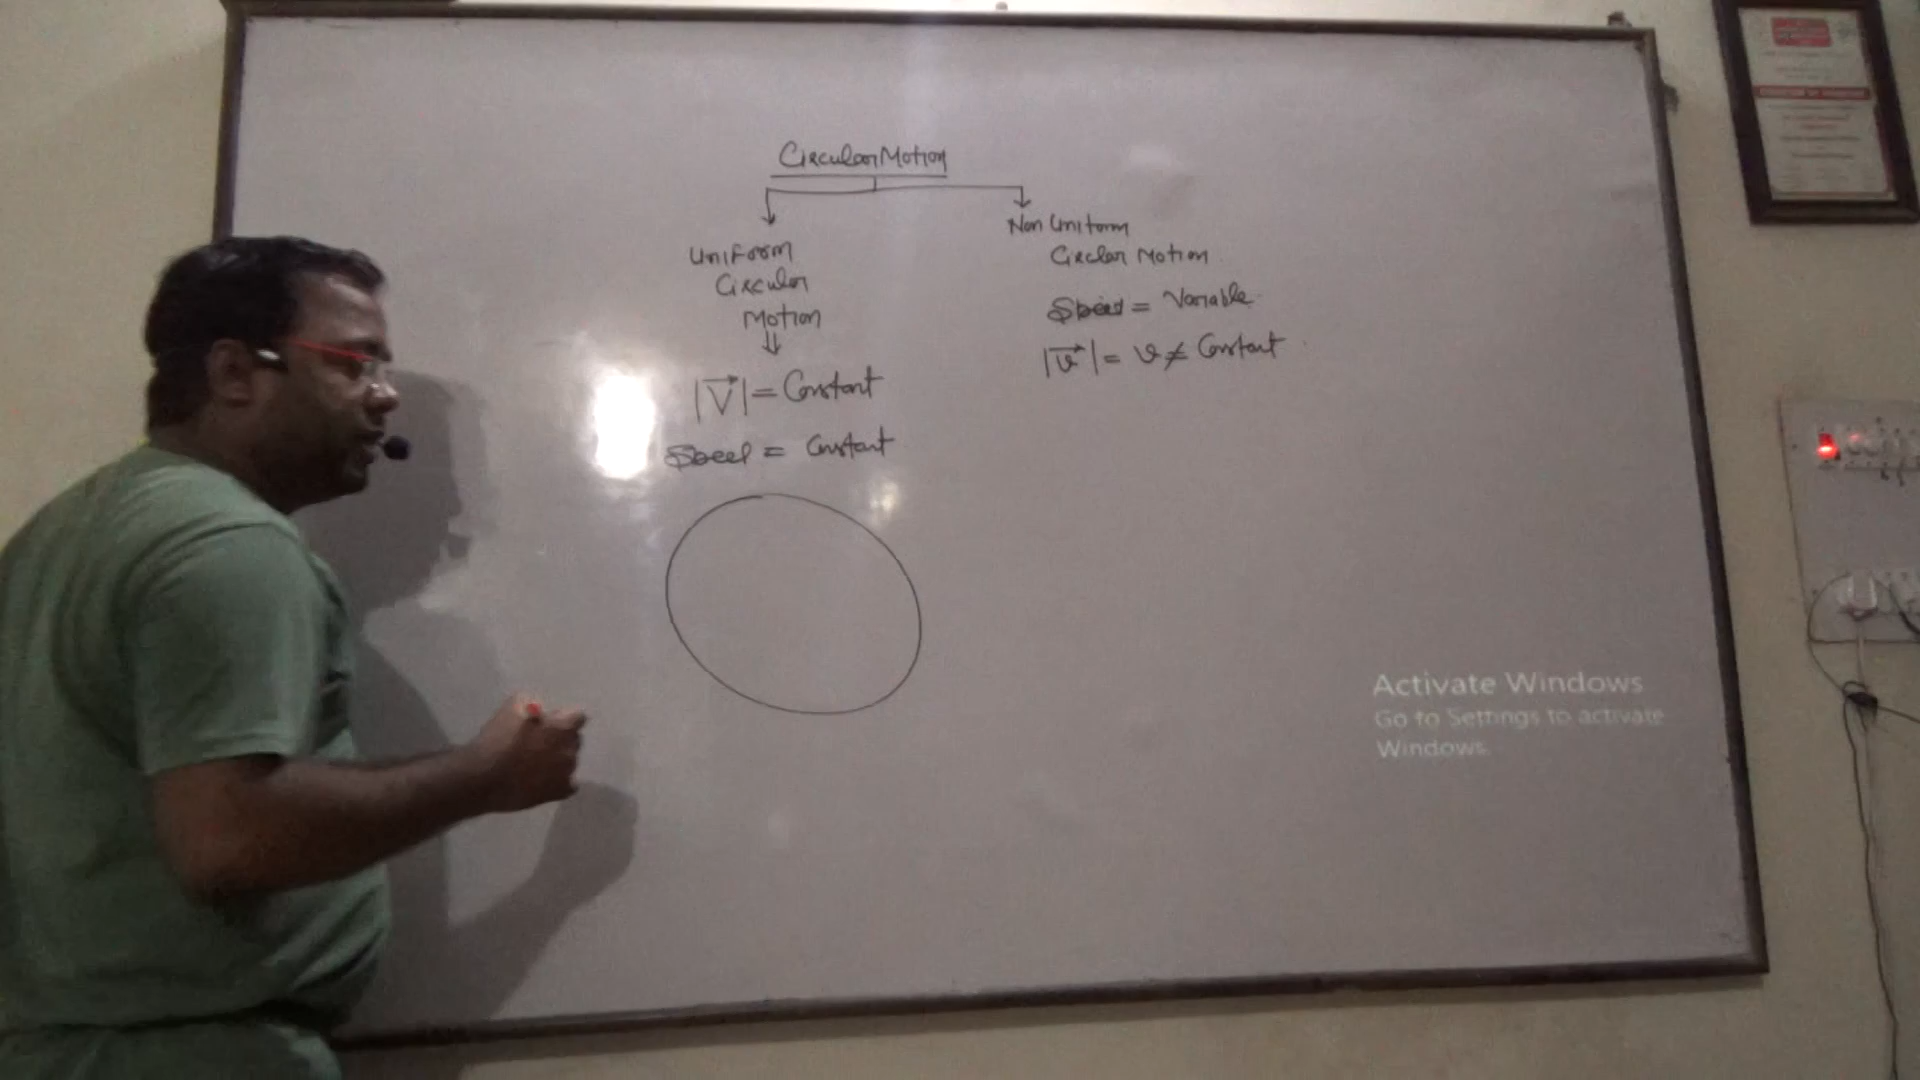 Circular Motion
Uniform
Circular
Motion
|V| = Constant
Speed = Constant
Non Uniform
Circular Motion
Speed = Variable
|v| = v ≠ Constant
Activate Windows
Go to Settings to activate
Windows.